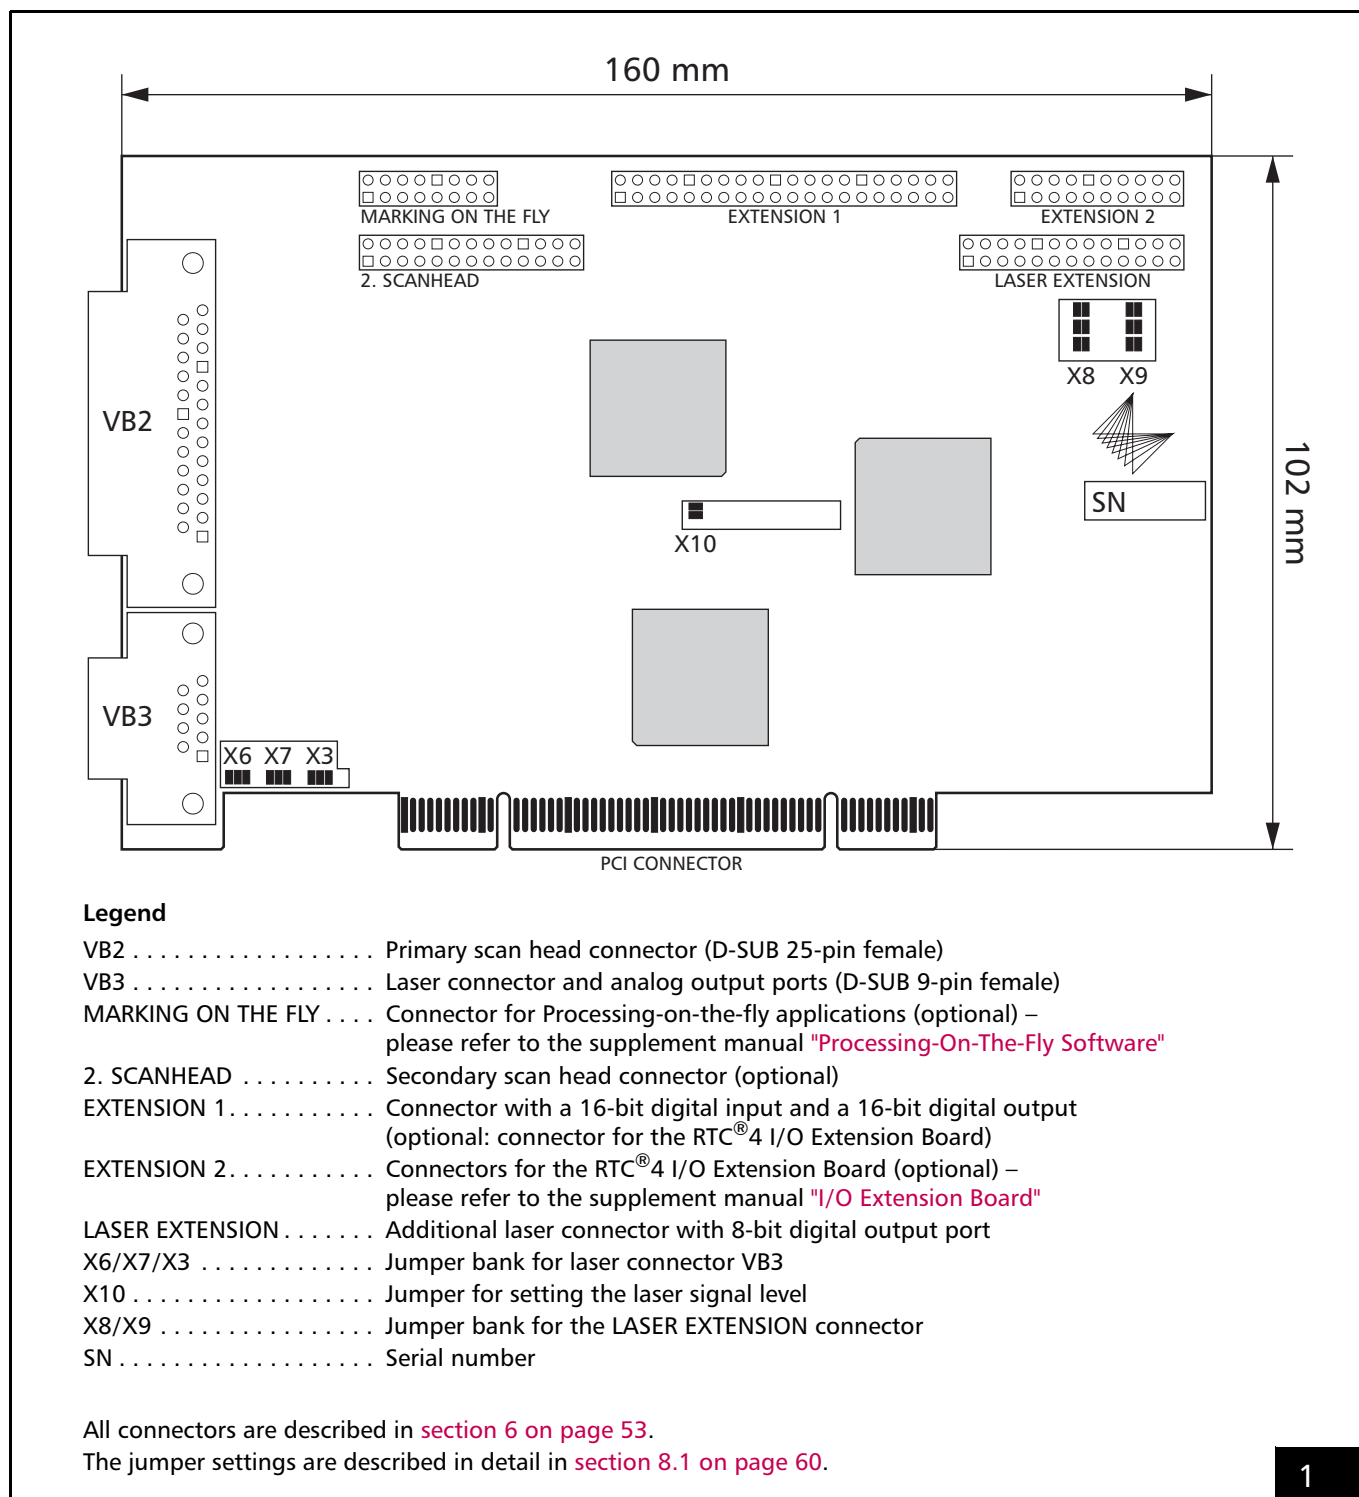 160 mm
MARKING ON THE FLY
EXTENSION 1
EXTENSION 2
2. SCANHEAD
LASER EXTENSION
X8 X9
VB2
102 mm
SN
X10
VB3
X6 X7 X3
PCI CONNECTOR
Legend
VB2 . . . . . . . . . . . . . . . . . . Primary scan head connector (D-SUB 25-pin female)
VB3 . . . . . . . . . . . . . . . . . . Laser connector and analog output ports (D-SUB 9-pin female)
MARKING ON THE FLY . . . . Connector for Processing-on-the-fly applications (optional) –
please refer to the supplement manual "Processing-On-The-Fly Software"
2. SCANHEAD . . . . . . . . . . Secondary scan head connector (optional)
EXTENSION 1. . . . . . . . . . . Connector with a 16-bit digital input and a 16-bit digital output
(optional: connector for the RTC®4 I/O Extension Board)
EXTENSION 2. . . . . . . . . . . Connectors for the RTC®4 I/O Extension Board (optional) –
please refer to the supplement manual "I/O Extension Board"
LASER EXTENSION . . . . . . . Additional laser connector with 8-bit digital output port
X6/X7/X3 . . . . . . . . . . . . . Jumper bank for laser connector VB3
X10 . . . . . . . . . . . . . . . . . . Jumper for setting the laser signal level
X8/X9 . . . . . . . . . . . . . . . . Jumper bank for the LASER EXTENSION connector
SN . . . . . . . . . . . . . . . . . . . Serial number
All connectors are described in section 6 on page 53.
The jumper settings are described in detail in section 8.1 on page 60.
1